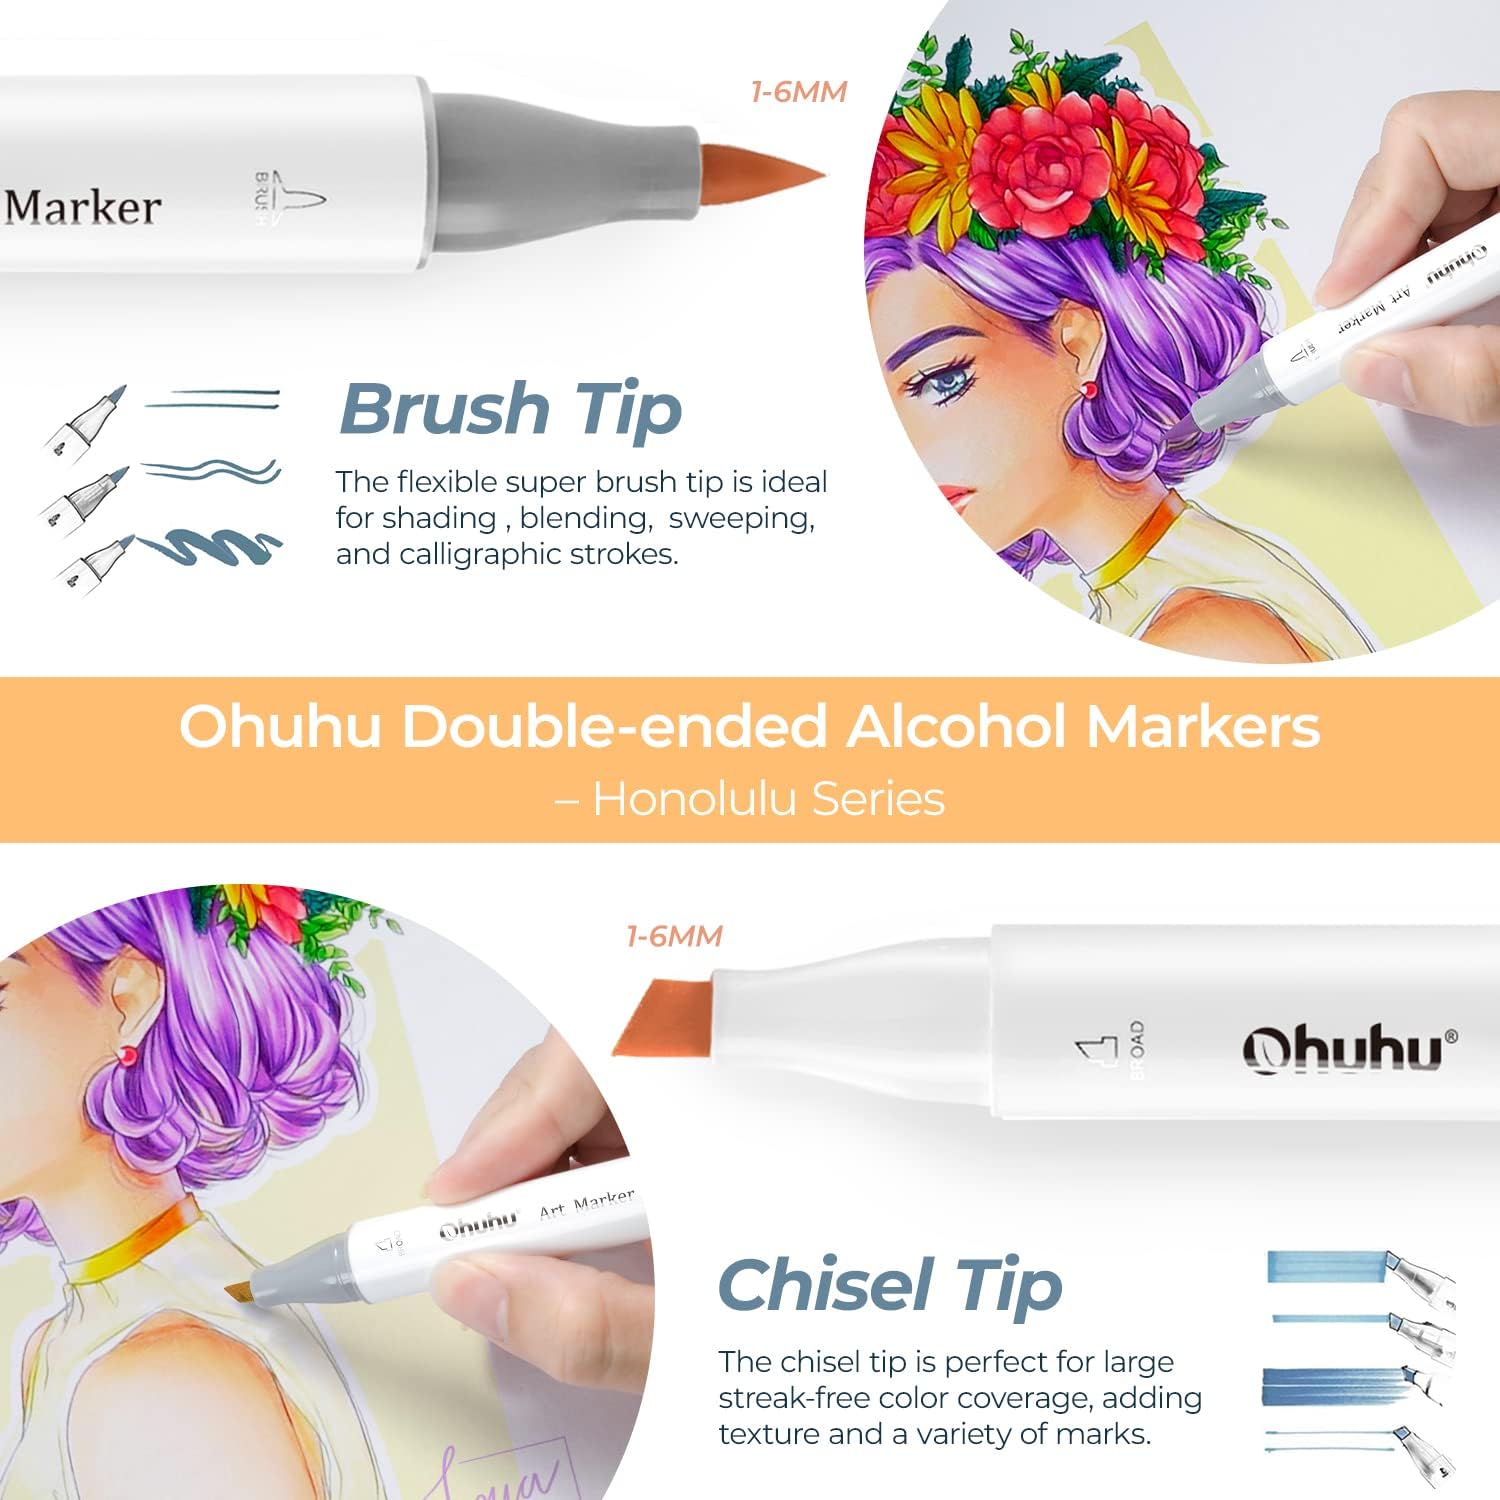 1-6MM
Marker
BRUSH
Ohuhu Art Marker
Brush Tip
The flexible super brush tip is ideal
for shading , blending,  sweeping,
and calligraphic strokes.
Ohuhu Double-ended Alcohol Markers
– Honolulu Series
1-6MM
BROAD
Ohuhu®
Ohuhu® Art Marker
BROAD
Chisel Tip
The chisel tip is perfect for large
streak-free color coverage, adding
texture and a variety of marks.